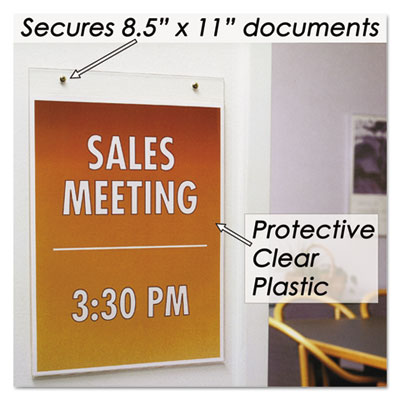 Secures 8.5” x 11” documents
SALES
MEETING
3:30 PM
Protective
Clear
Plastic